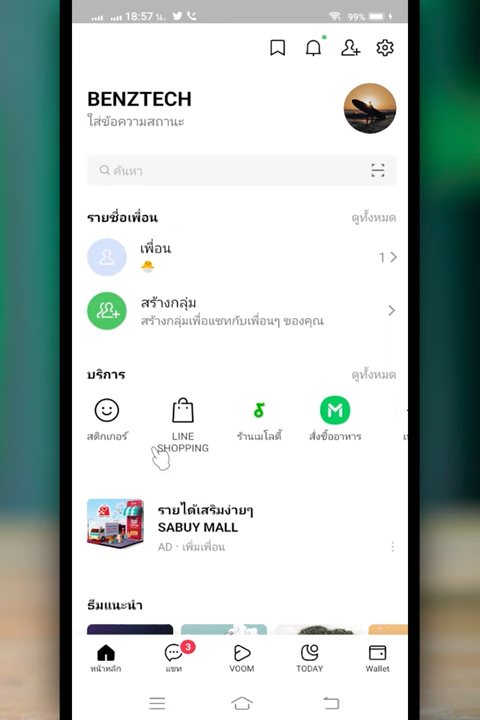 18:57 น. 99%
BENZTECH
ใส่ข้อความสถานะ
ค้นหา
รายชื่อเพื่อน ดูทั้งหมด
เพื่อน 1
สร้างกลุ่ม
สร้างกลุ่มเพื่อแชทกับเพื่อนๆ ของคุณ
บริการ ดูทั้งหมด
สติกเกอร์ LINE SHOPPING ร้านเมโลดี้ สั่งซื้ออาหาร
รายได้เสริมง่ายๆ
SABUY MALL
AD・เพิ่มเพื่อน
ธีมแนะนำ
3
หน้าหลัก แชท VOOM TODAY Wallet